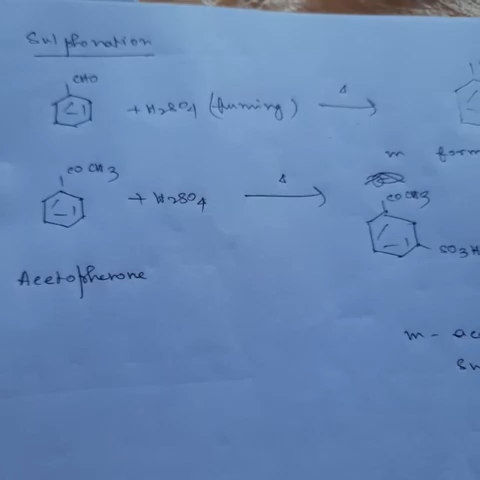 Sulphonation
CHO
+ H2SO4 (fuming) Δ
m form
COCH3
+ H2SO4 Δ
COCH3
SO3H
Acetophenone
m - ac